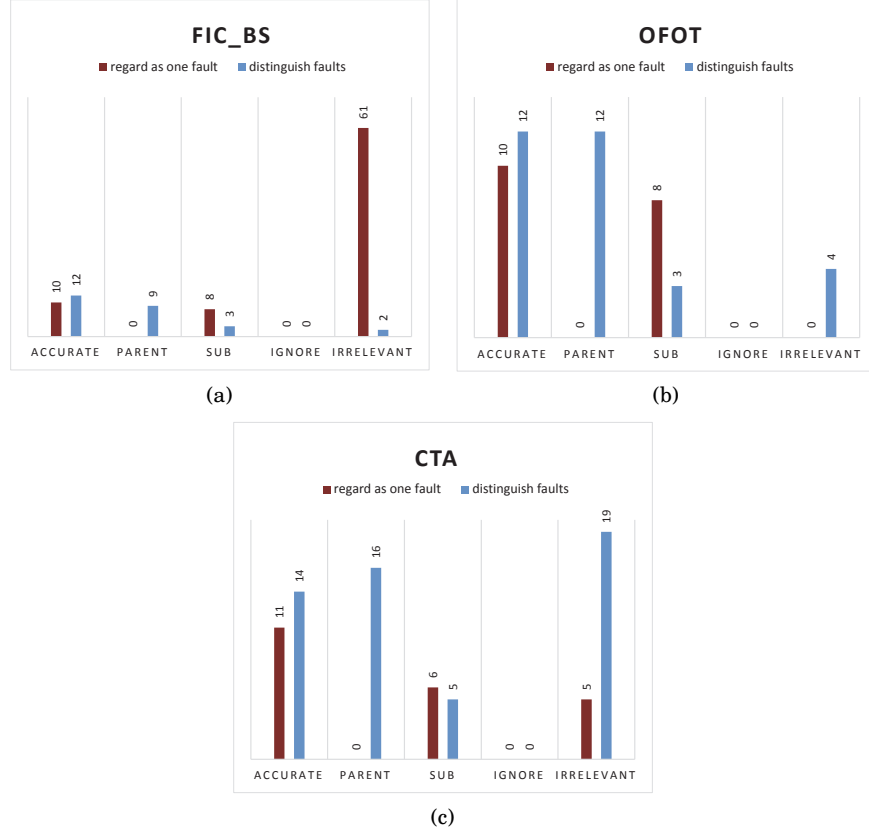 FIC_BS
regard as one fault distinguish faults
10 12 0 9 8 3 0 0 61 2
ACCURATE PARENT SUB IGNORE IRRELEVANT
(a)
OFOT
regard as one fault distinguish faults
10 12 0 12 8 3 0 0 0 4
ACCURATE PARENT SUB IGNORE IRRELEVANT
(b)
CTA
regard as one fault distinguish faults
11 14 0 16 6 5 0 0 5 19
ACCURATE PARENT SUB IGNORE IRRELEVANT
(c)